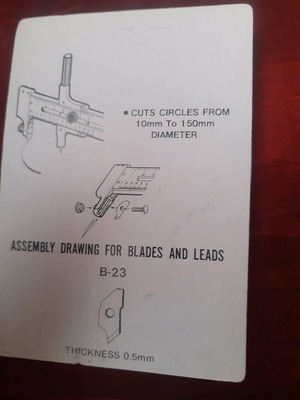 • CUTS CIRCLES FROM
10mm To 150mm
DIAMETER
ASSEMBLY DRAWING FOR BLADES AND LEADS
B-23
THICKNESS 0.5mm